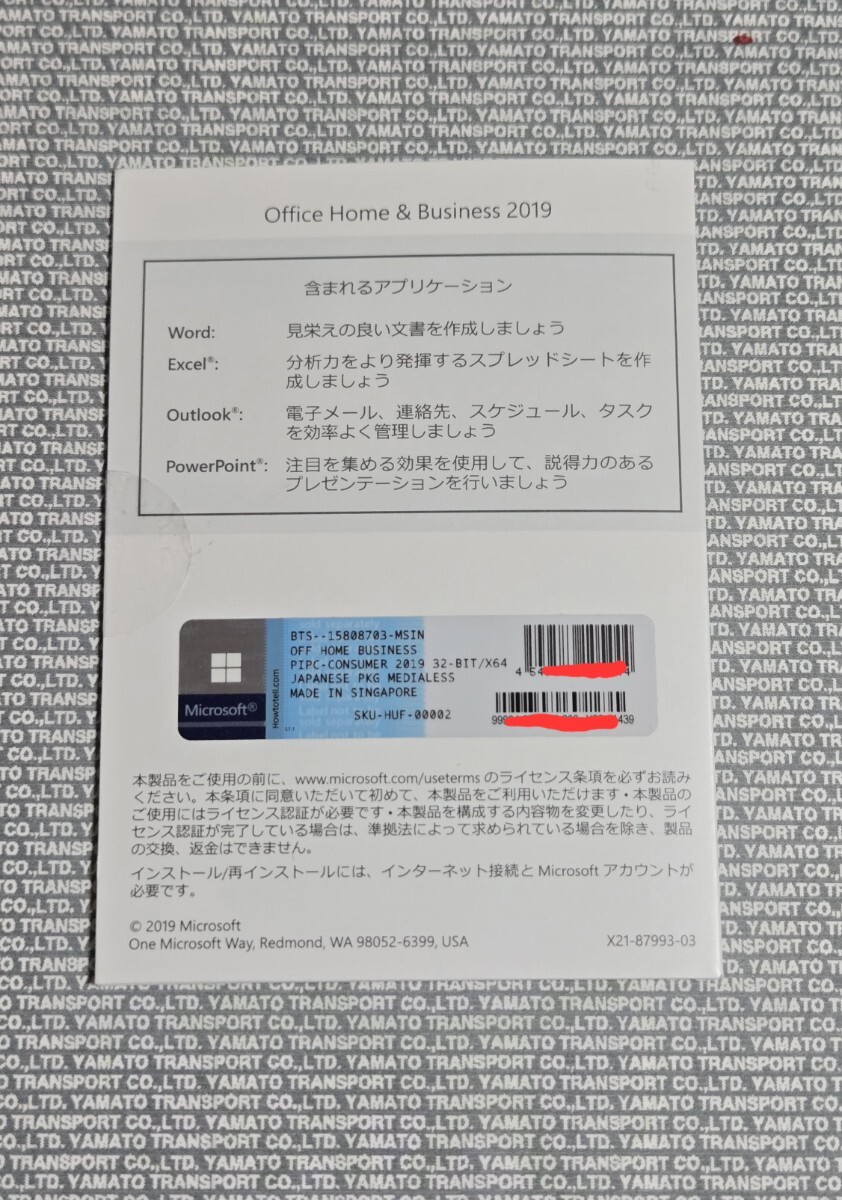 Office Home & Business 2019
含まれるアプリケーション
Word: 見栄えの良い文書を作成しましょう
Excel®: 分析力をより発揮するスプレッドシートを作
成しましょう
Outlook®: 電子メール、連絡先、スケジュール、タスク
を効率よく管理しましょう
PowerPoint®: 注目を集める効果を使用して、説得力のある
プレゼンテーションを行いましょう
sold separately
BTS--15808703-MSIN
OFF HOME BUSINESS
PIPC-CONSUMER 2019 32-BIT/X64
JAPANESE PKG MEDIALESS
MADE IN SINGAPORE
SKU-HUF-00002
Microsoft®
Howtotell.com
本製品をご使用の前に、www.microsoft.com/useterms のライセンス条項を必ずお読み
ください。本条項に同意いただいて初めて、本製品をご利用いただけます・本製品の
ご使用にはライセンス認証が必要です・本製品を構成する内容物を変更したり、ライ
センス認証が完了している場合は、準拠法によって求められている場合を除き、製品
の交換、返金はできません。
インストール/再インストールには、インターネット接続と Microsoft アカウントが
必要です。
© 2019 Microsoft
One Microsoft Way, Redmond, WA 98052-6399, USA
X21-87993-03
YAMATO TRANSPORT CO.,LTD.